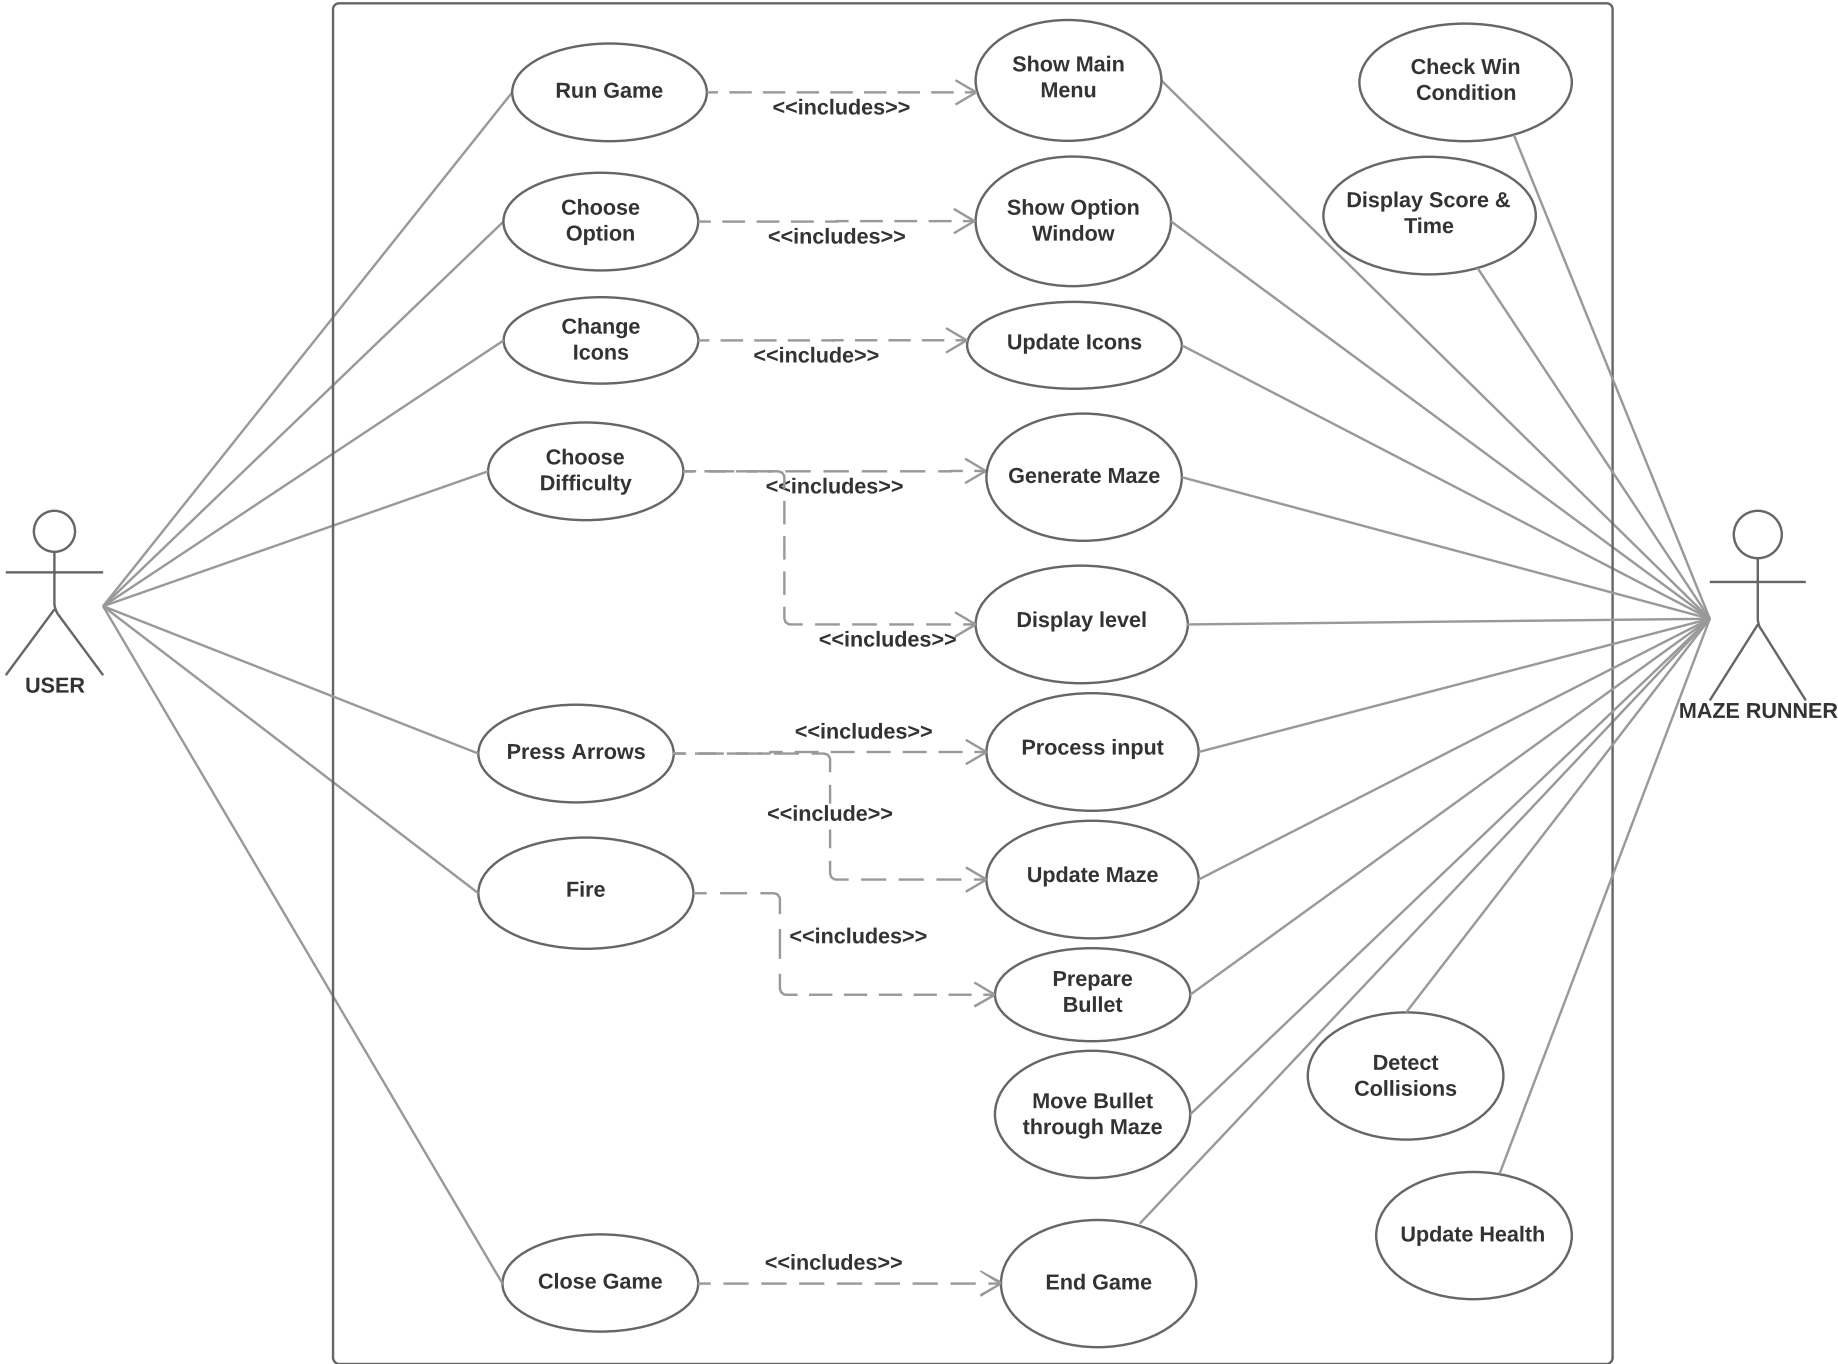 Run Game
<<includes>>
Show Main
Menu
Check Win
Condition
Choose
Option
<<includes>>
Show Option
Window
Display Score &
Time
Change
Icons
<<include>>
Update Icons
Choose
Difficulty
<<includes>>
Generate Maze
<<includes>>
Display level
USER
MAZE RUNNER
Press Arrows
<<includes>>
Process input
<<include>>
Update Maze
Fire
<<includes>>
Prepare
Bullet
Move Bullet
through Maze
Detect
Collisions
Update Health
Close Game
<<includes>>
End Game